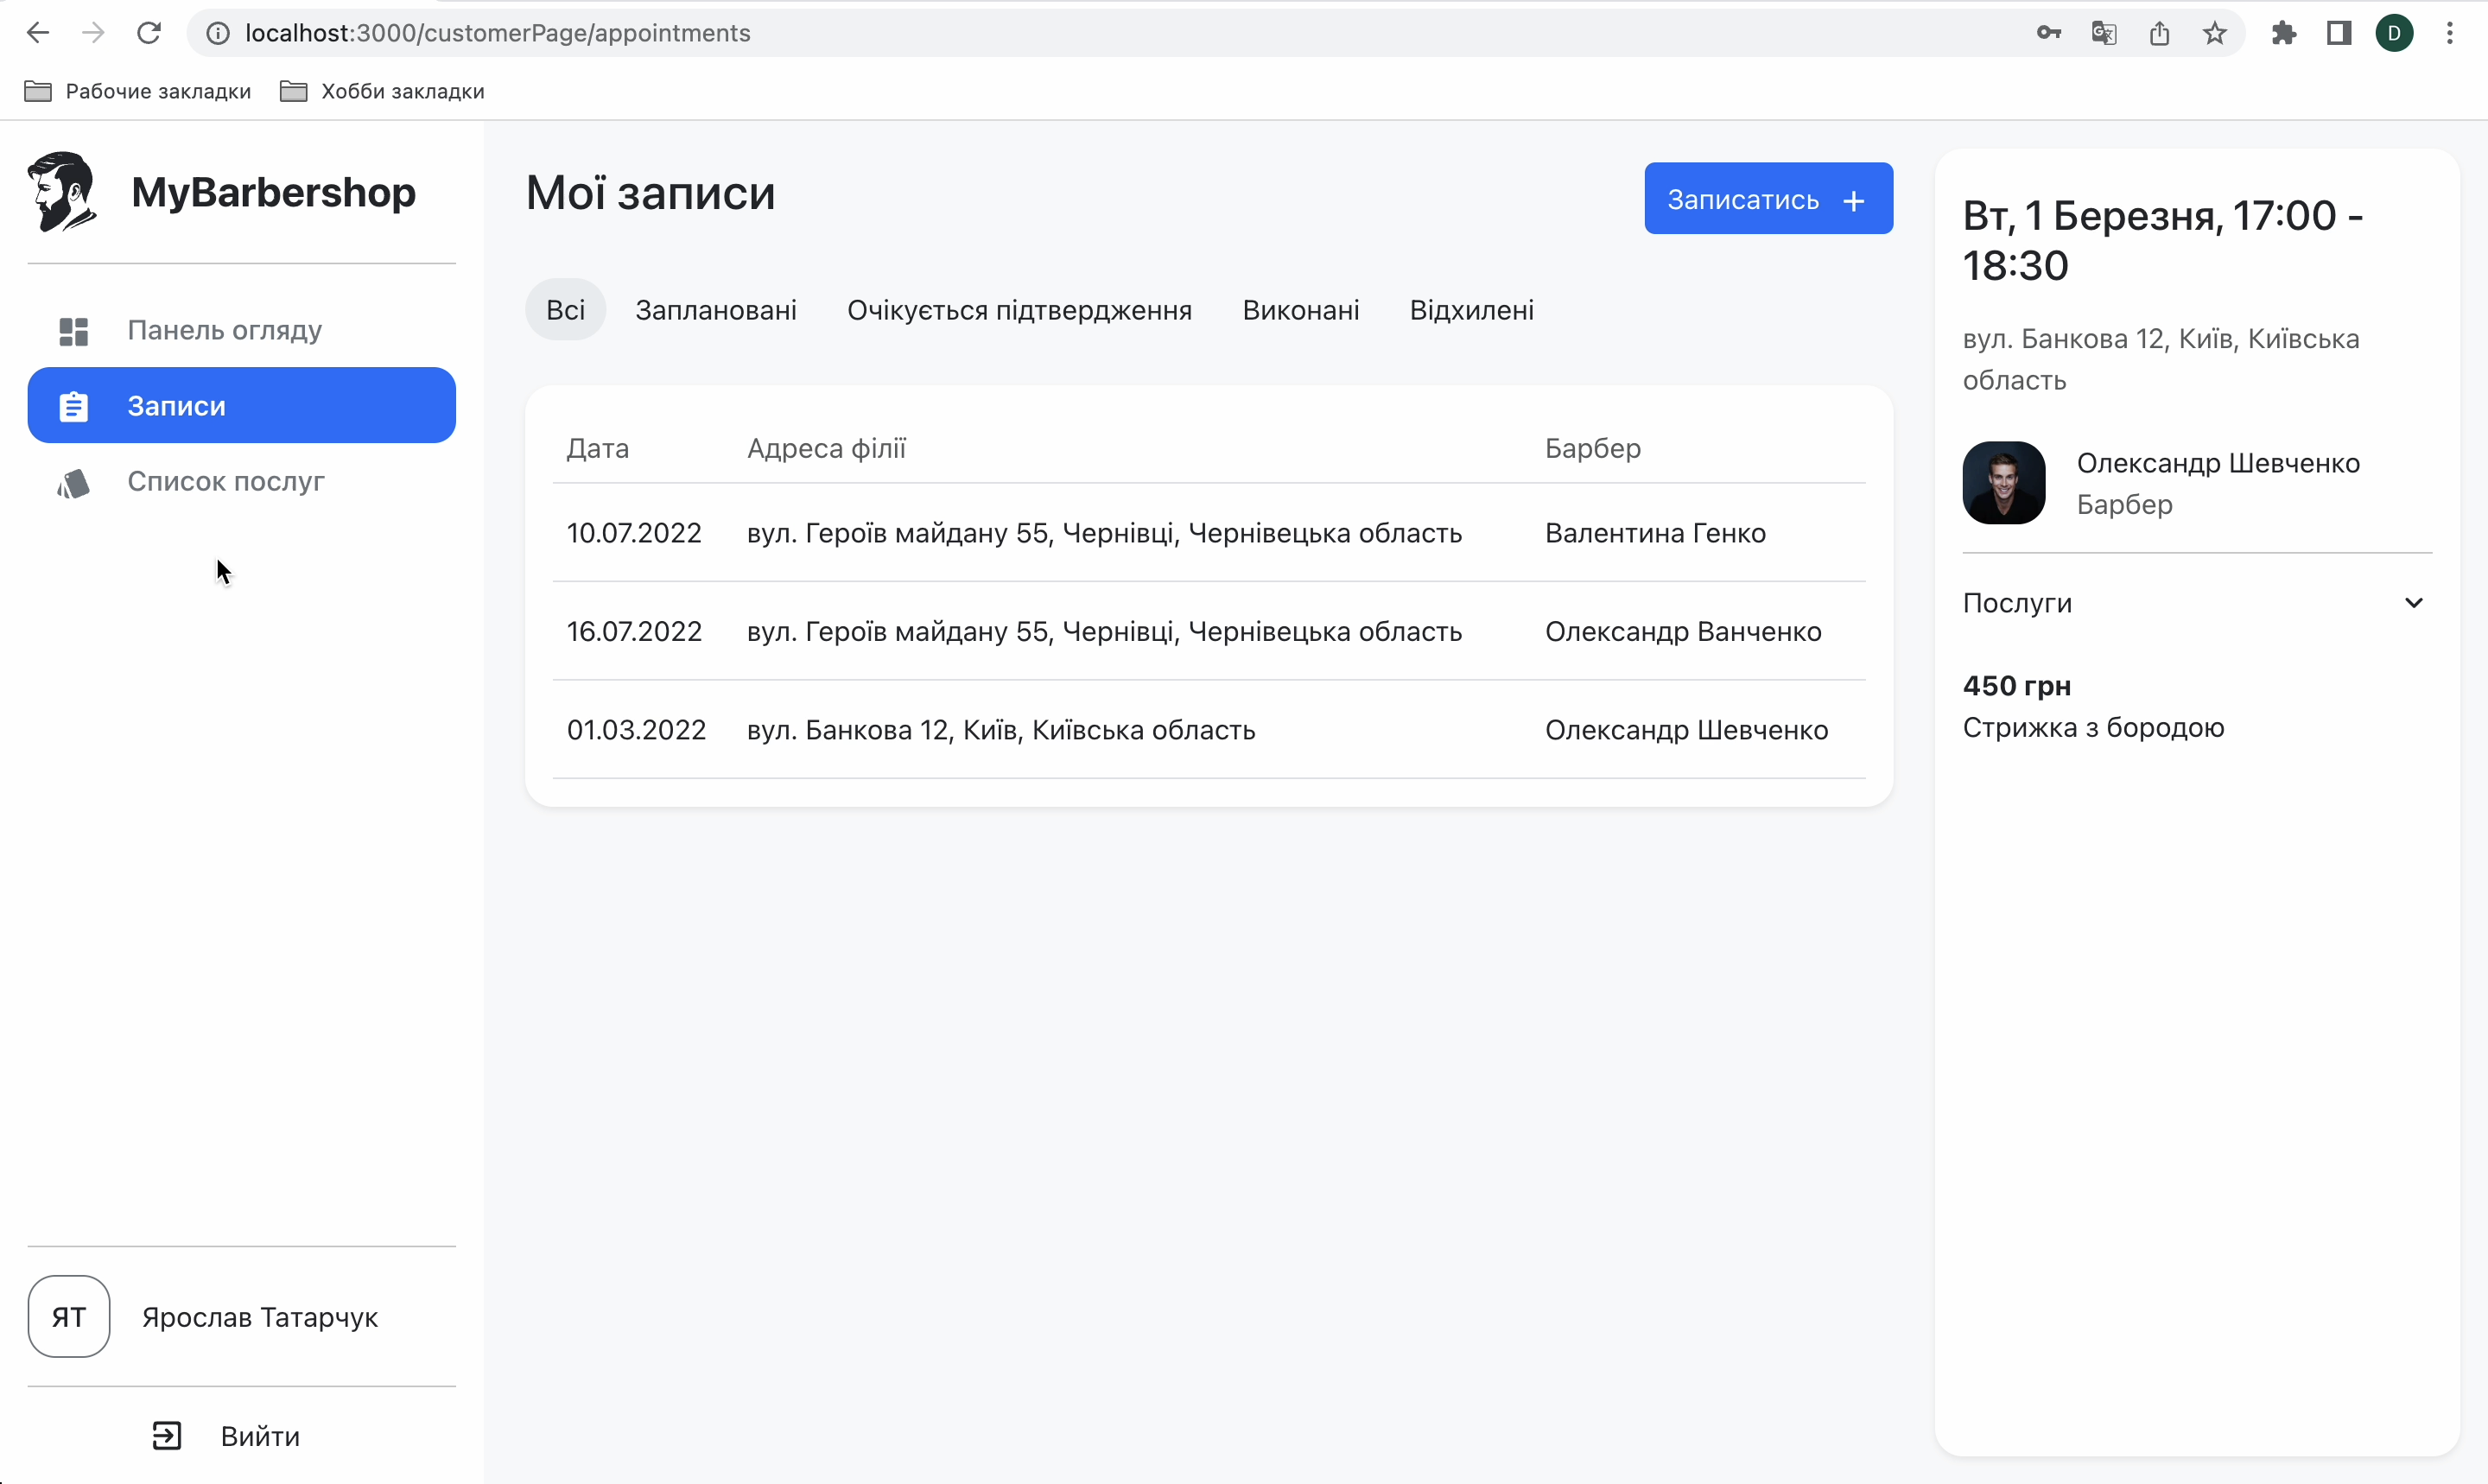 localhost:3000/customerPage/appointments
D
Рабочие закладки
Хобби закладки
MyBarbershop
Панель огляду
Записи
Список послуг
ЯТ
Ярослав Татарчук
Вийти
Мої записи
Записатись +
Всі Заплановані Очікується підтвердження Виконані Відхилені
Дата Адреса філії Барбер
10.07.2022 вул. Героїв майдану 55, Чернівці, Чернівецька область Валентина Генко
16.07.2022 вул. Героїв майдану 55, Чернівці, Чернівецька область Олександр Ванченко
01.03.2022 вул. Банкова 12, Київ, Київська область Олександр Шевченко
Вт, 1 Березня, 17:00 -
18:30
вул. Банкова 12, Київ, Київська
область
Олександр Шевченко
Барбер
Послуги
450 грн
Стрижка з бородою